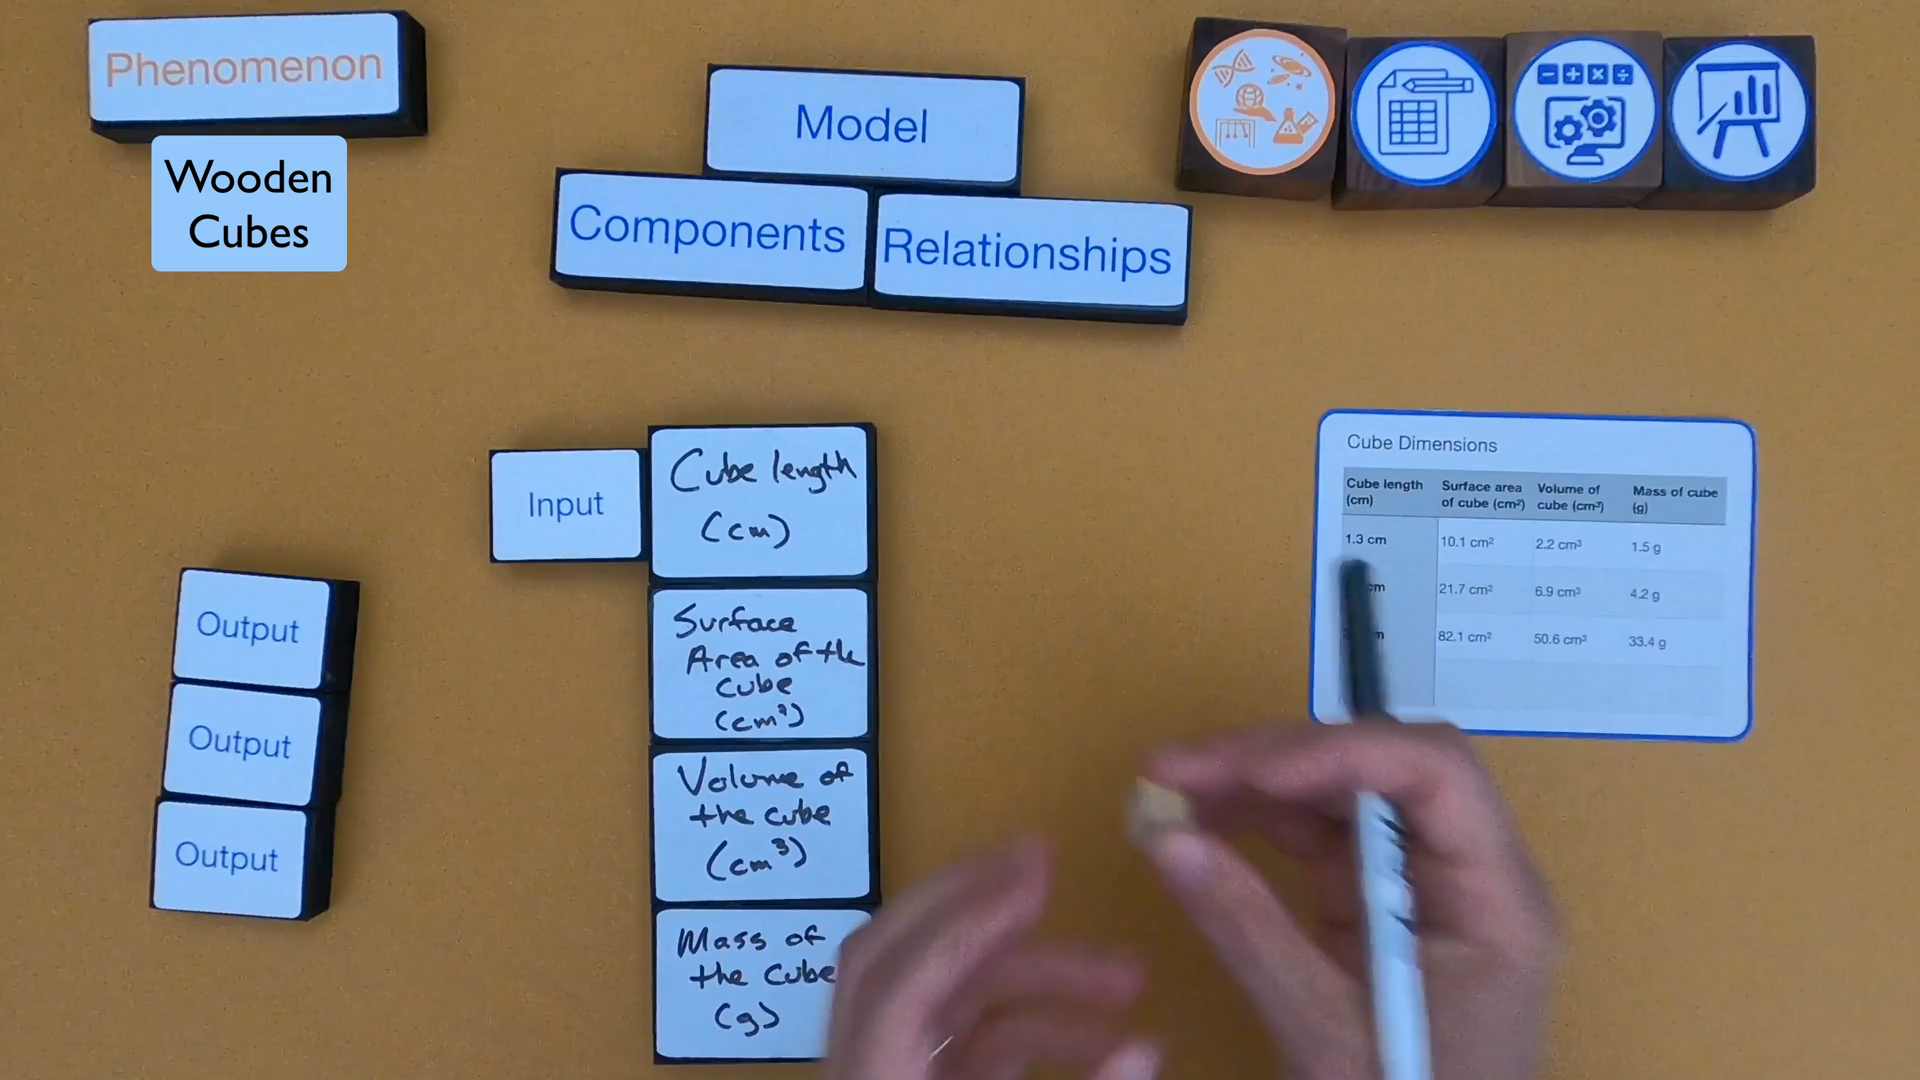 Phenomenon
Wooden
Cubes
Model
Components
Relationships
Input
Cube length
(cm)
Surface
Area of the
cube
(cm²)
Volume of
the cube
(cm³)
Mass of
the cube
(g)
Output
Output
Output
Cube Dimensions
Cube length (cm) Surface area of cube (cm²) Volume of cube (cm³) Mass of cube (g)
1.3 cm 10.1 cm² 2.2 cm³ 1.5 g
cm 21.7 cm² 6.9 cm³ 4.2 g
82.1 cm² 50.6 cm³ 33.4 g